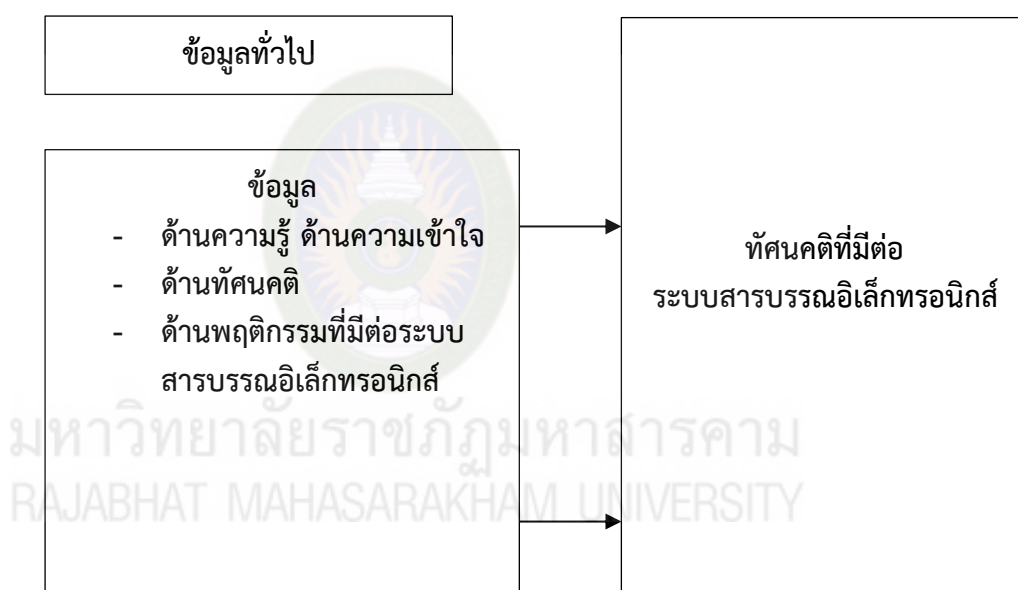 ข้อมูลทั่วไป
ข้อมูล
- ด้านความรู้ ด้านความเข้าใจ
- ด้านทัศนคติ
- ด้านพฤติกรรมที่มีต่อระบบ
สารบรรณอิเล็กทรอนิกส์
ทัศนคติที่มีต่อ
ระบบสารบรรณอิเล็กทรอนิกส์
มหาวิทยาลัยราชภัฏมหาสารคาม
RAJABHAT MAHASARAKHAM UNIVERSITY